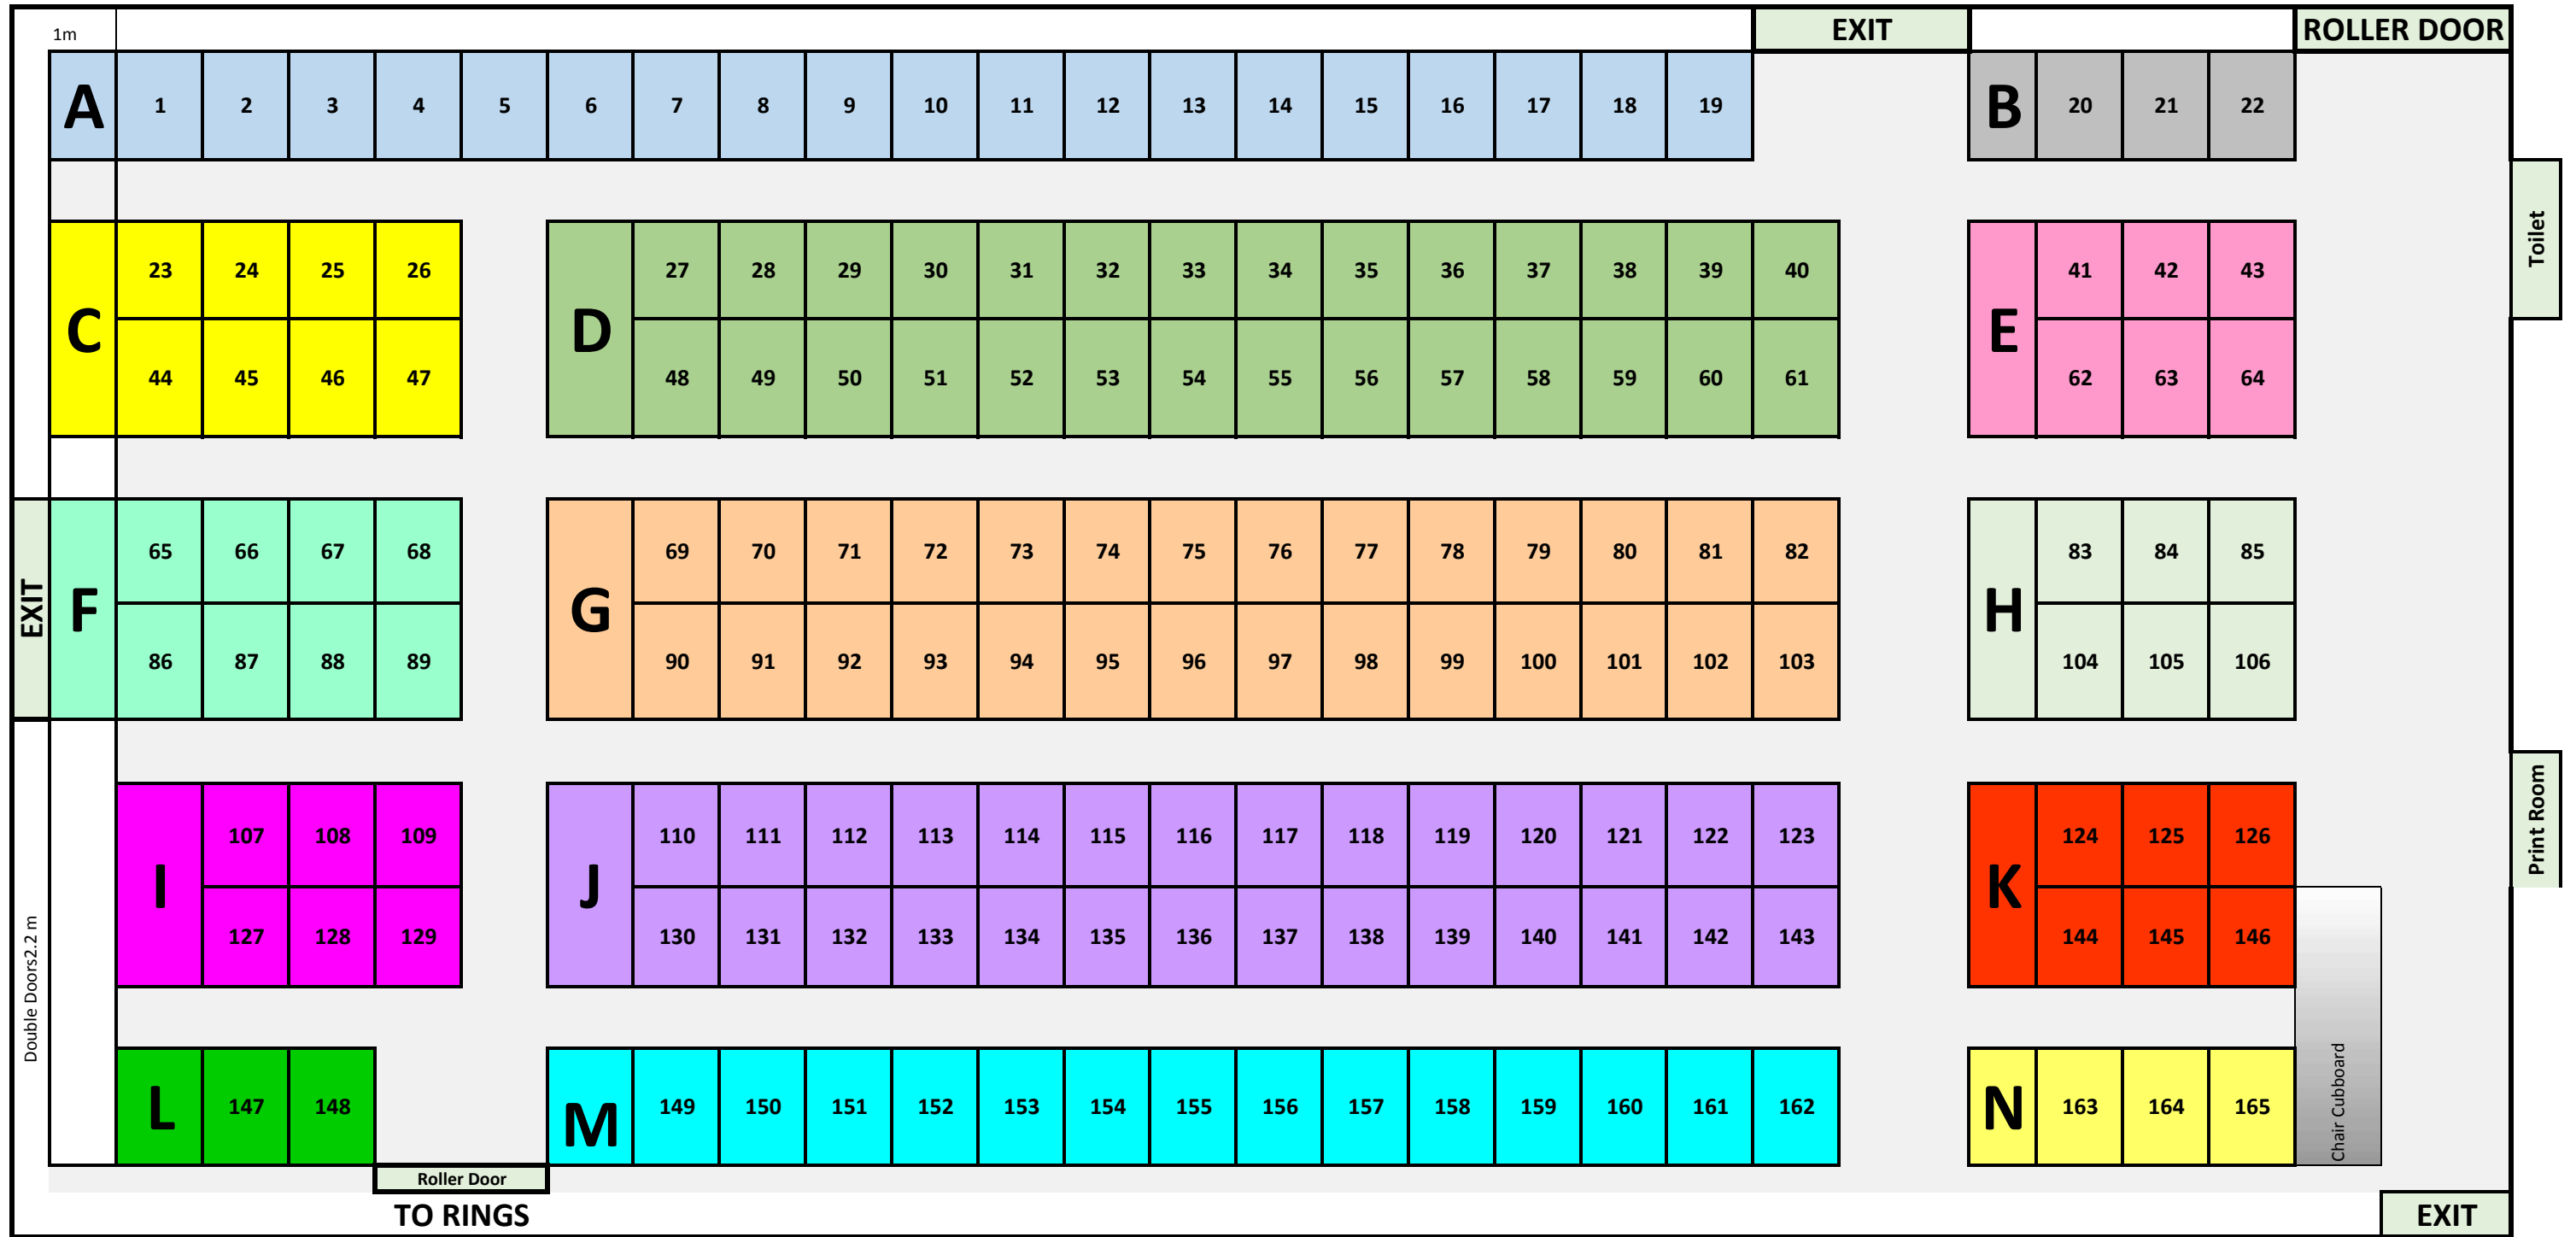 EXIT ROLLER DOOR
1m
A 1 2 3 4 5 6 7 8 9 10 11 12 13 14 15 16 17 18 19 B 20 21 22
Toilet
C 23 24 25 26 D 27 28 29 30 31 32 33 34 35 36 37 38 39 40 E 41 42 43
44 45 46 47 48 49 50 51 52 53 54 55 56 57 58 59 60 61 62 63 64
EXIT
F 65 66 67 68 G 69 70 71 72 73 74 75 76 77 78 79 80 81 82 H 83 84 85
86 87 88 89 90 91 92 93 94 95 96 97 98 99 100 101 102 103 104 105 106
Print Room
I 107 108 109 J 110 111 112 113 114 115 116 117 118 119 120 121 122 123 K 124 125 126
127 128 129 130 131 132 133 134 135 136 137 138 139 140 141 142 143 144 145 146
Double Doors2.2 m
L 147 148 M 149 150 151 152 153 154 155 156 157 158 159 160 161 162 N 163 164 165
Chair Cubboard
Roller Door
TO RINGS
EXIT